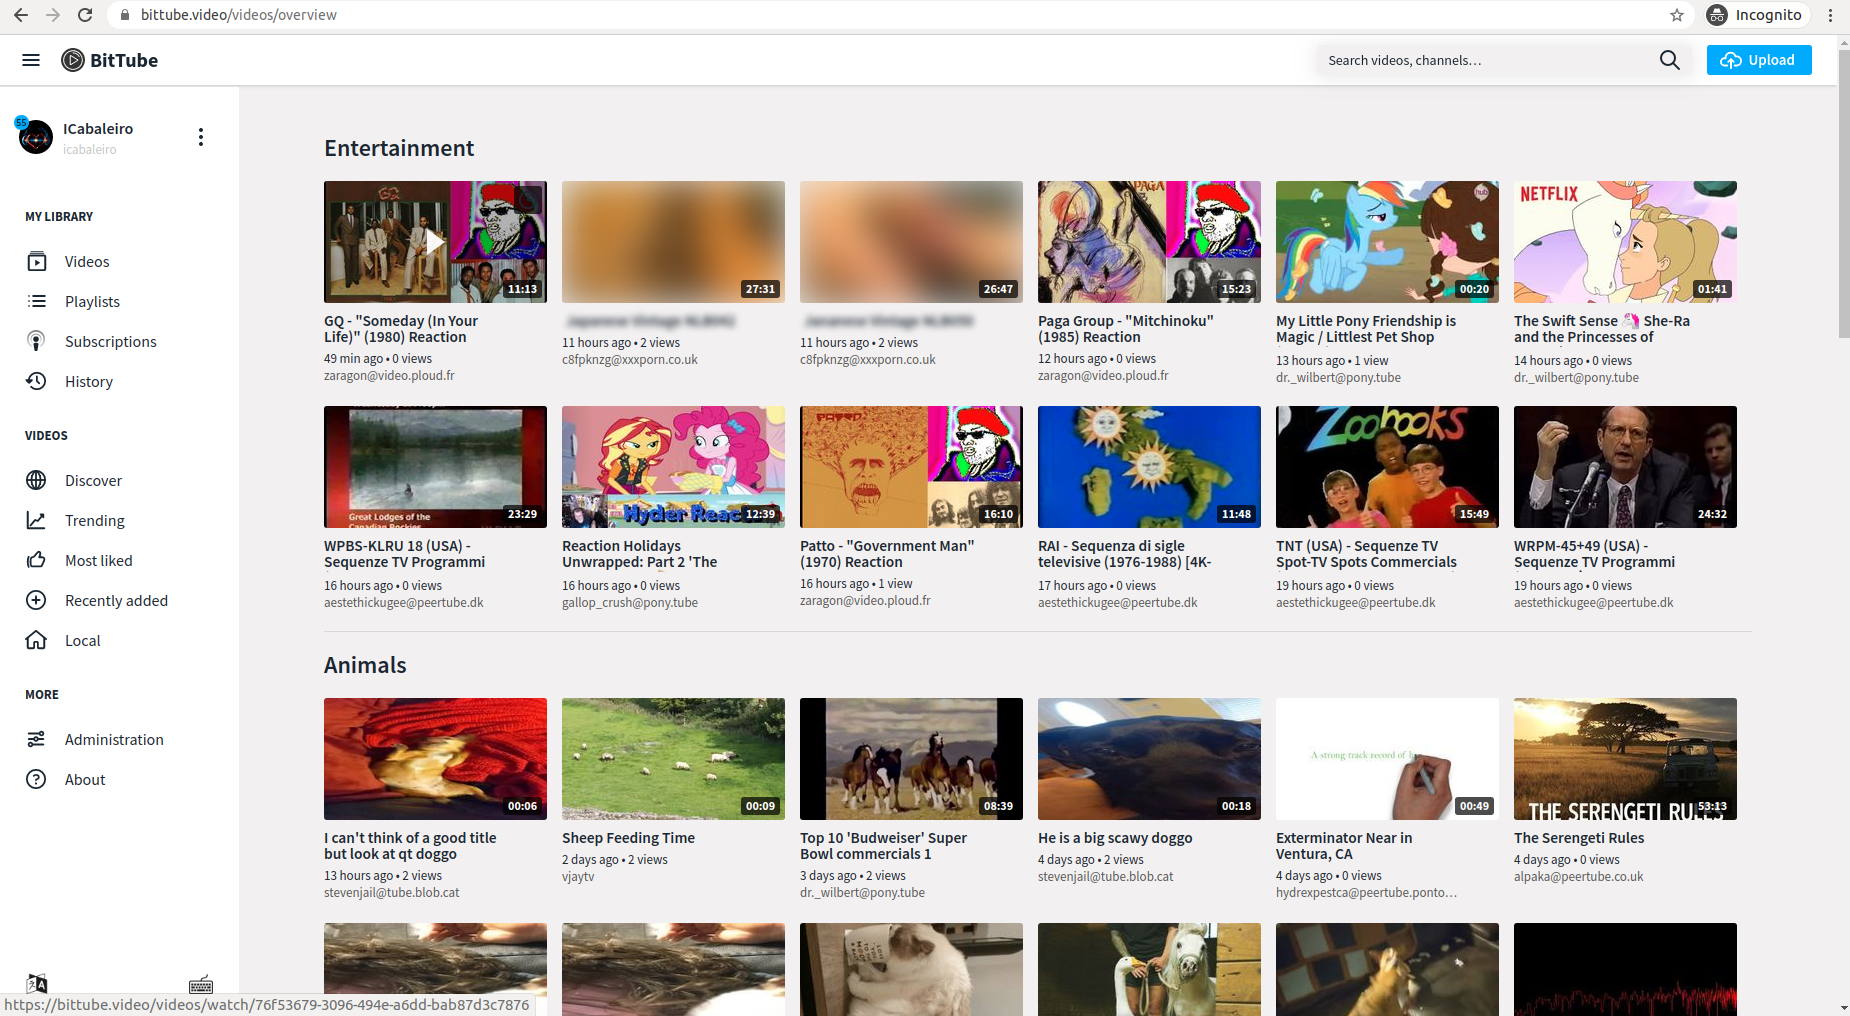 bittube.video/videos/overview
Incognito
BitTube
Search videos, channels…
Upload
55
ICabaleiro
icabaleiro
MY LIBRARY
Videos
Playlists
Subscriptions
History
VIDEOS
Discover
Trending
Most liked
Recently added
Local
MORE
Administration
About
Entertainment
GQ
11:13
GQ - "Someday (In Your
Life)" (1980) Reaction
49 min ago • 0 views
zaragon@video.ploud.fr
27:31
Japanese Vintage
11 hours ago • 2 views
c8fpknzg@xxxporn.co.uk
26:47
Vintage
11 hours ago • 2 views
c8fpknzg@xxxporn.co.uk
PAGA
15:23
Paga Group - "Mitchinoku"
(1985) Reaction
12 hours ago • 0 views
zaragon@video.ploud.fr
hub
00:20
My Little Pony Friendship is
Magic / Littlest Pet Shop
13 hours ago • 1 view
dr._wilbert@pony.tube
NETFLIX
01:41
The Swift Sense 🦄 She-Ra
and the Princesses of
14 hours ago • 0 views
dr._wilbert@pony.tube
Great Lodges of the
Canadian Rockies
23:29
WPBS-KLRU 18 (USA) -
Sequenze TV Programmi
16 hours ago • 0 views
aestethickugee@peertube.dk
Hyder Reac
12:39
Reaction Holidays
Unwrapped: Part 2 'The
16 hours ago • 0 views
gallop_crush@pony.tube
PATTO
16:10
Patto - "Government Man"
(1970) Reaction
16 hours ago • 1 view
zaragon@video.ploud.fr
11:48
RAI - Sequenza di sigle
televisive (1976-1988) [4K-
17 hours ago • 0 views
aestethickugee@peertube.dk
Zoobooks
15:49
TNT (USA) - Sequenze TV
Spot-TV Spots Commercials
19 hours ago • 0 views
aestethickugee@peertube.dk
24:32
WRPM-45+49 (USA) -
Sequenze TV Programmi
19 hours ago • 0 views
aestethickugee@peertube.dk
Animals
00:06
I can't think of a good title
but look at qt doggo
13 hours ago • 2 views
stevenjail@tube.blob.cat
00:09
Sheep Feeding Time
2 days ago • 2 views
vjaytv
08:39
Top 10 'Budweiser' Super
Bowl commercials 1
3 days ago • 2 views
dr._wilbert@pony.tube
00:18
He is a big scawy doggo
4 days ago • 2 views
stevenjail@tube.blob.cat
A strong track record of
00:49
Exterminator Near in
Ventura, CA
4 days ago • 0 views
hydrexpestca@peertube.ponto…
THE SERENGETI RULES
53:13
The Serengeti Rules
4 days ago • 0 views
alpaka@peertube.co.uk
https://bittube.video/videos/watch/76f53679-3096-494e-a6dd-bab87d3c7876